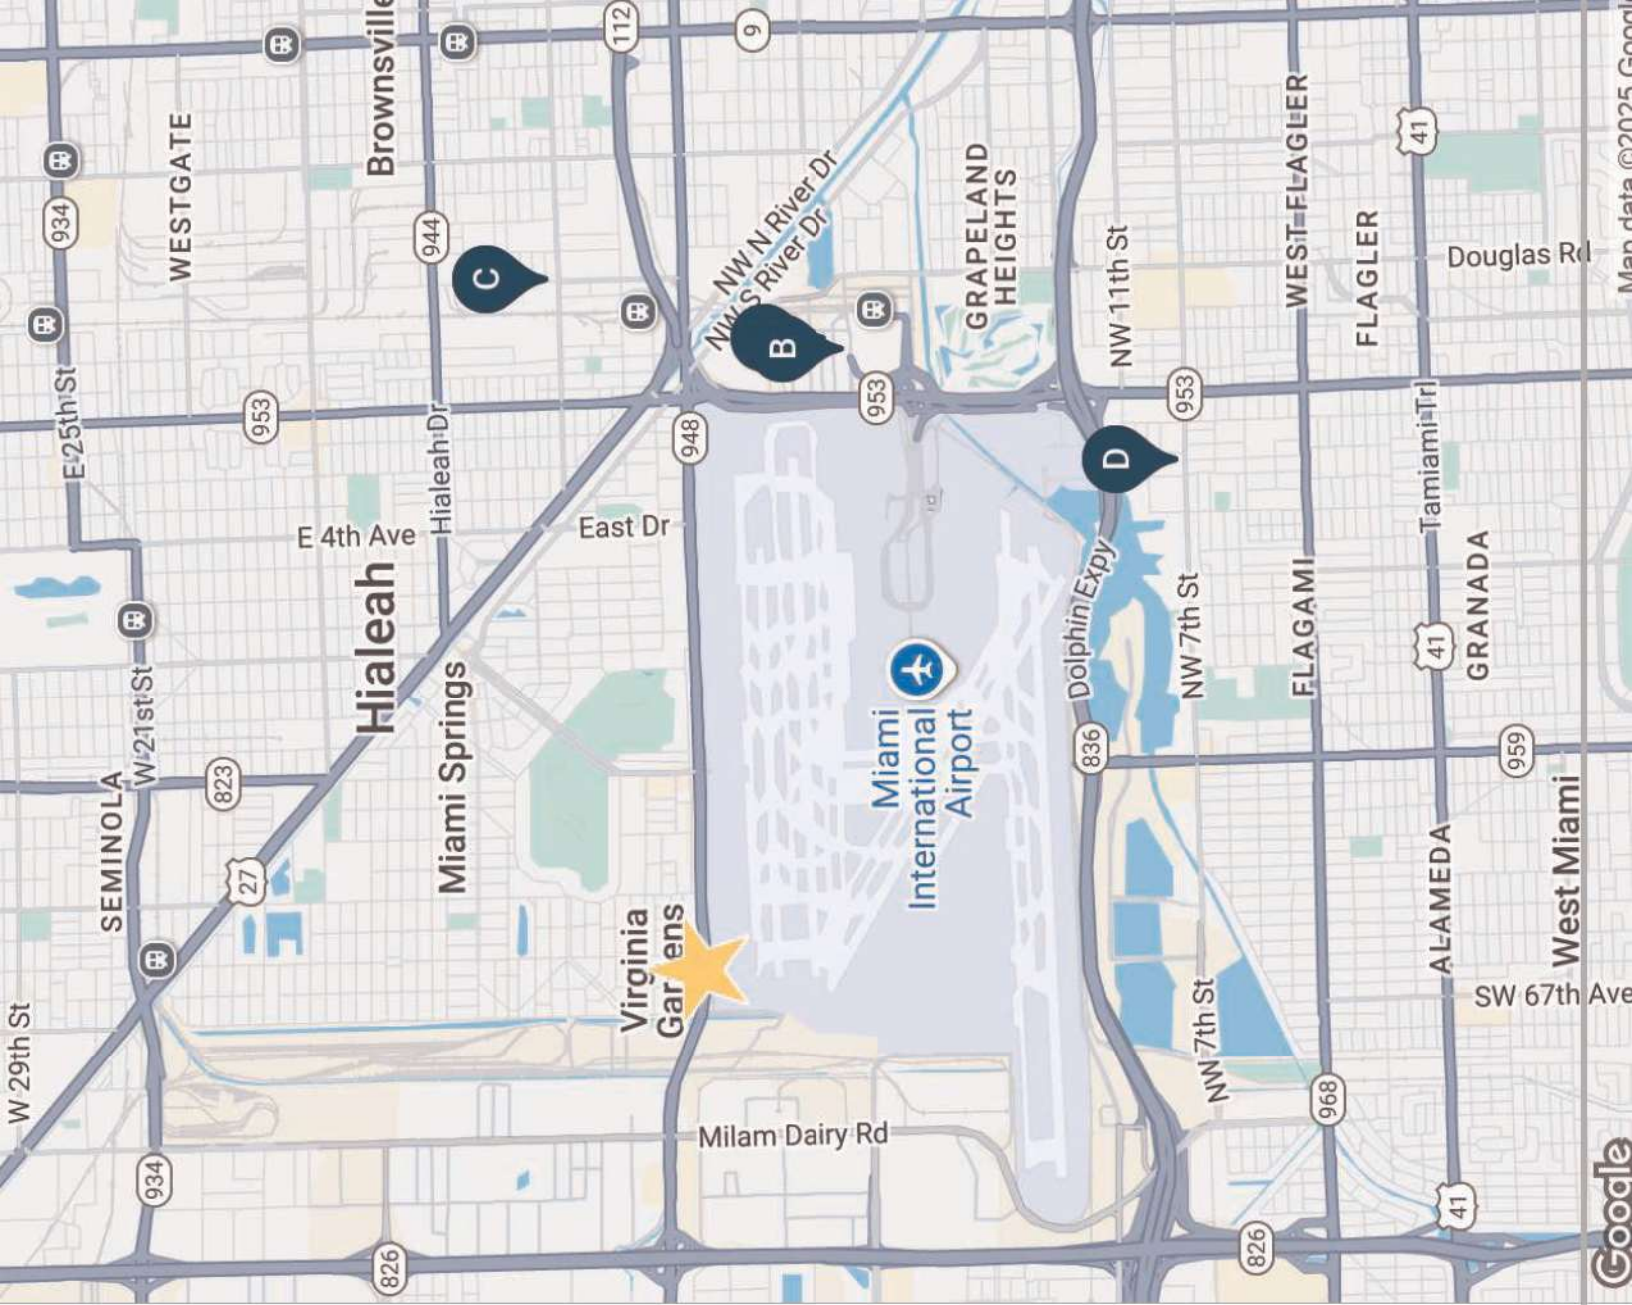 W 29th St
934
E 25th St
SEMINOLA
W 21st St
934
WESTGATE
823
27
953
E 4th Ave
Hialeah
Brownsville
826
944
Hialeah Dr
Miami Springs
C
112
East Dr
Virginia
Gar ens
948
9
NW N River Dr
NW S River Dr
B
Milam Dairy Rd
953
Miami
International
Airport
GRAPELAND
HEIGHTS
Dolphin Expy
836
D
NW 11th St
953
NW 7th St
NW 7th St
826
WEST FLAGLER
FLAGAMI
968
FLAGLER
41
Tamiami Trl
41
ALAMEDA
41
GRANADA
Douglas Rd
SW 67th Ave
959
West Miami
Google
Map data ©2025 Google